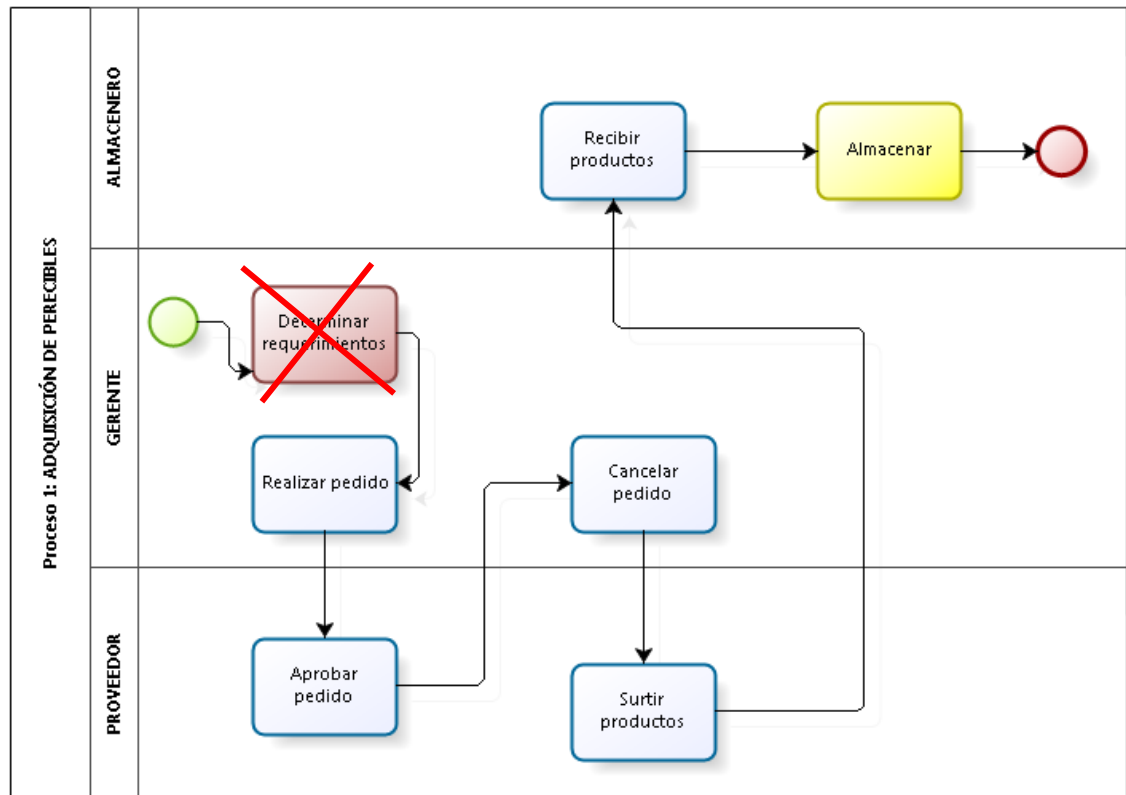 Proceso 1: ADQUISICIÓN DE PERECIBLES
ALMACENERO
Recibir
productos
Almacenar
GERENTE
Determinar
requerimientos
Realizar pedido
Cancelar
pedido
PROVEEDOR
Aprobar
pedido
Surtir
productos